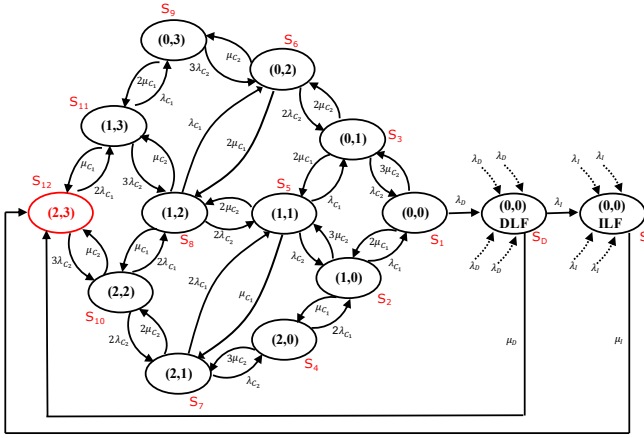 S9
(0,3)
S6
μC2
(0,2)
3λC2
2μC1
λC1
S11
(1,3)
λC1
2λC2
2μC2
S3
(0,1)
2μC1
μC1
μC2
3λC2
2λC1
2μC1
3μC2
λC2
S12
(2,3)
(1,2)
S8
2μC2
2λC2
S5
(1,1)
λC1
(0,0)
S1
λD
λD
λD
(0,0)
DLF
SD
λD
λD
λI
λI
λI
(0,0)
ILF
S
λI
λI
3λC2
μC2
μC1
2λC1
λC2
3μC2
2μC1
λC1
(1,0)
S2
(2,2)
S10
2λC1
μC1
μC1
2λC1
2λC2
2μC2
(2,0)
S4
3μC2
λC2
(2,1)
S7
μD
μI